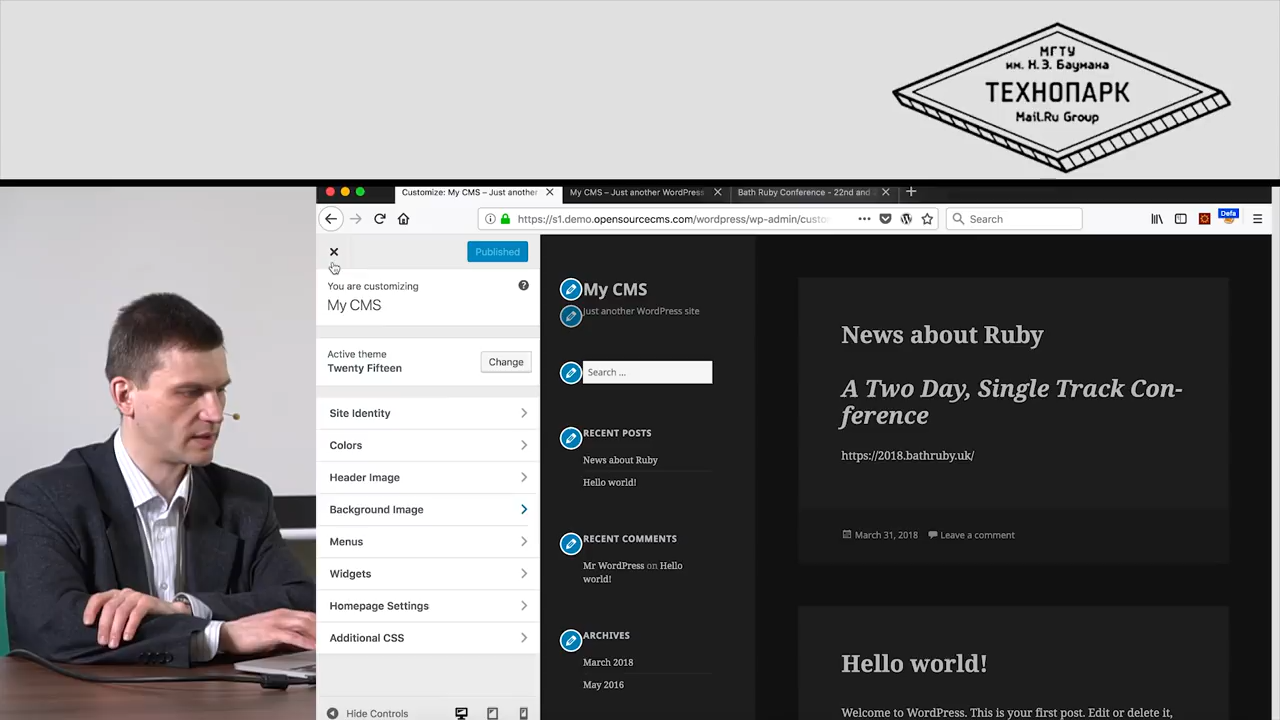 МГТУ
им. Н.Э. Баумана
ТЕХНОПАРК
Mail.Ru Group
Customize: My CMS – Just another
My CMS – Just another WordPress
Bath Ruby Conference - 22nd and
https://s1.demo.opensourcecms.com/wordpress/wp-admin/custo
Search
Defa
Published
You are customizing
My CMS
Active theme
Twenty Fifteen
Change
Site Identity
Colors
Header Image
Background Image
Menus
Widgets
Homepage Settings
Additional CSS
Hide Controls
My CMS
Just another WordPress site
Search ...
RECENT POSTS
News about Ruby
Hello world!
RECENT COMMENTS
Mr WordPress on Hello
world!
ARCHIVES
March 2018
May 2016
News about Ruby
A Two Day, Single Track Con-
ference
https://2018.bathruby.uk/
March 31, 2018
Leave a comment
Hello world!
Welcome to WordPress. This is your first post. Edit or delete it,